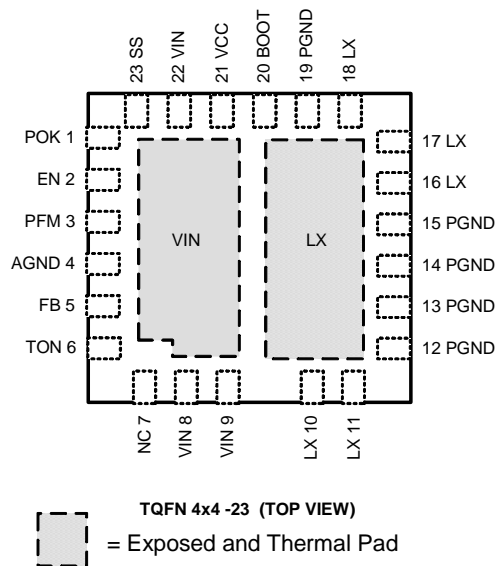 23 SS
22 VIN
21 VCC
20 BOOT
19 PGND
18 LX
POK 1
EN 2
PFM 3
AGND 4
FB 5
TON 6
VIN
LX
17 LX
16 LX
15 PGND
14 PGND
13 PGND
12 PGND
NC 7
VIN 8
VIN 9
LX 10
LX 11
TQFN 4x4 -23 (TOP VIEW)
= Exposed and Thermal Pad